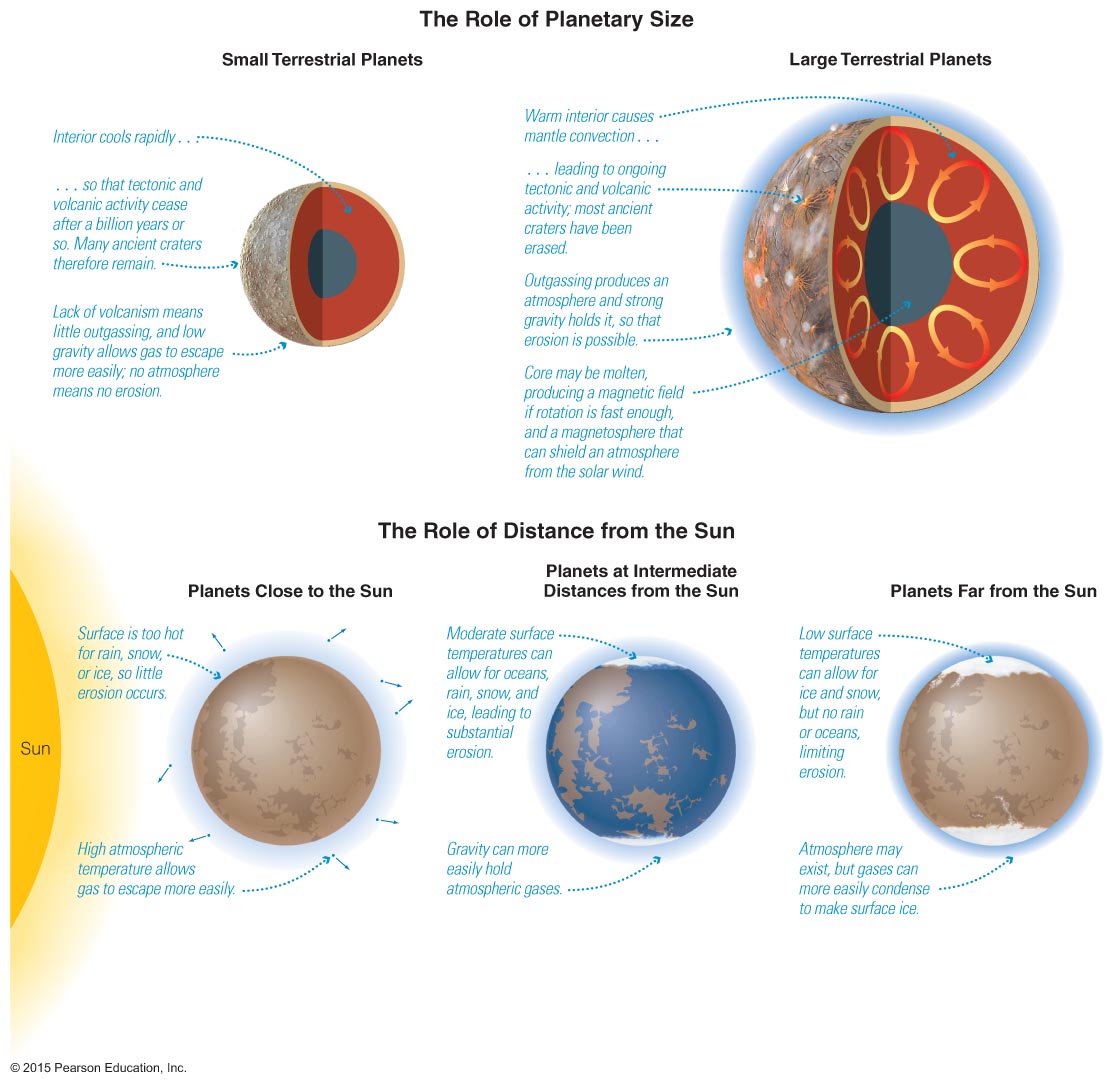 The Role of Planetary Size
Small Terrestrial Planets
Interior cools rapidly . . .
. . . so that tectonic and
volcanic activity cease
after a billion years or
so. Many ancient craters
therefore remain.
Lack of volcanism means
little outgassing, and low
gravity allows gas to escape
more easily; no atmosphere
means no erosion.
Large Terrestrial Planets
Warm interior causes
mantle convection . . .
. . . leading to ongoing
tectonic and volcanic
activity; most ancient
craters have been
erased.
Outgassing produces an
atmosphere and strong
gravity holds it, so that
erosion is possible.
Core may be molten,
producing a magnetic field
if rotation is fast enough,
and a magnetosphere that
can shield an atmosphere
from the solar wind.
The Role of Distance from the Sun
Sun
Planets Close to the Sun
Surface is too hot
for rain, snow,
or ice, so little
erosion occurs.
High atmospheric
temperature allows
gas to escape more easily.
Planets at Intermediate
Distances from the Sun
Moderate surface
temperatures can
allow for oceans,
rain, snow, and
ice, leading to
substantial
erosion.
Gravity can more
easily hold
atmospheric gases.
Planets Far from the Sun
Low surface
temperatures
can allow for
ice and snow,
but no rain
or oceans,
limiting
erosion.
Atmosphere may
exist, but gases can
more easily condense
to make surface ice.
© 2015 Pearson Education, Inc.